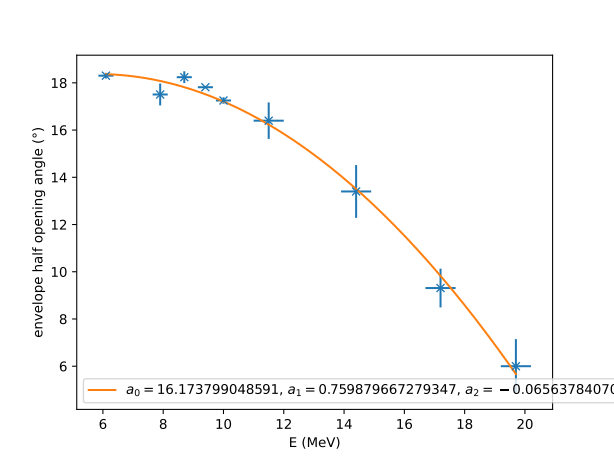 18
16
14
12
10
8
6
envelope half opening angle (°)
a₀ = 16.173799048591, a₁ = 0.759879667279347, a₂ = −0.06563784070
6 8 10 12 14 16 18 20
E (MeV)